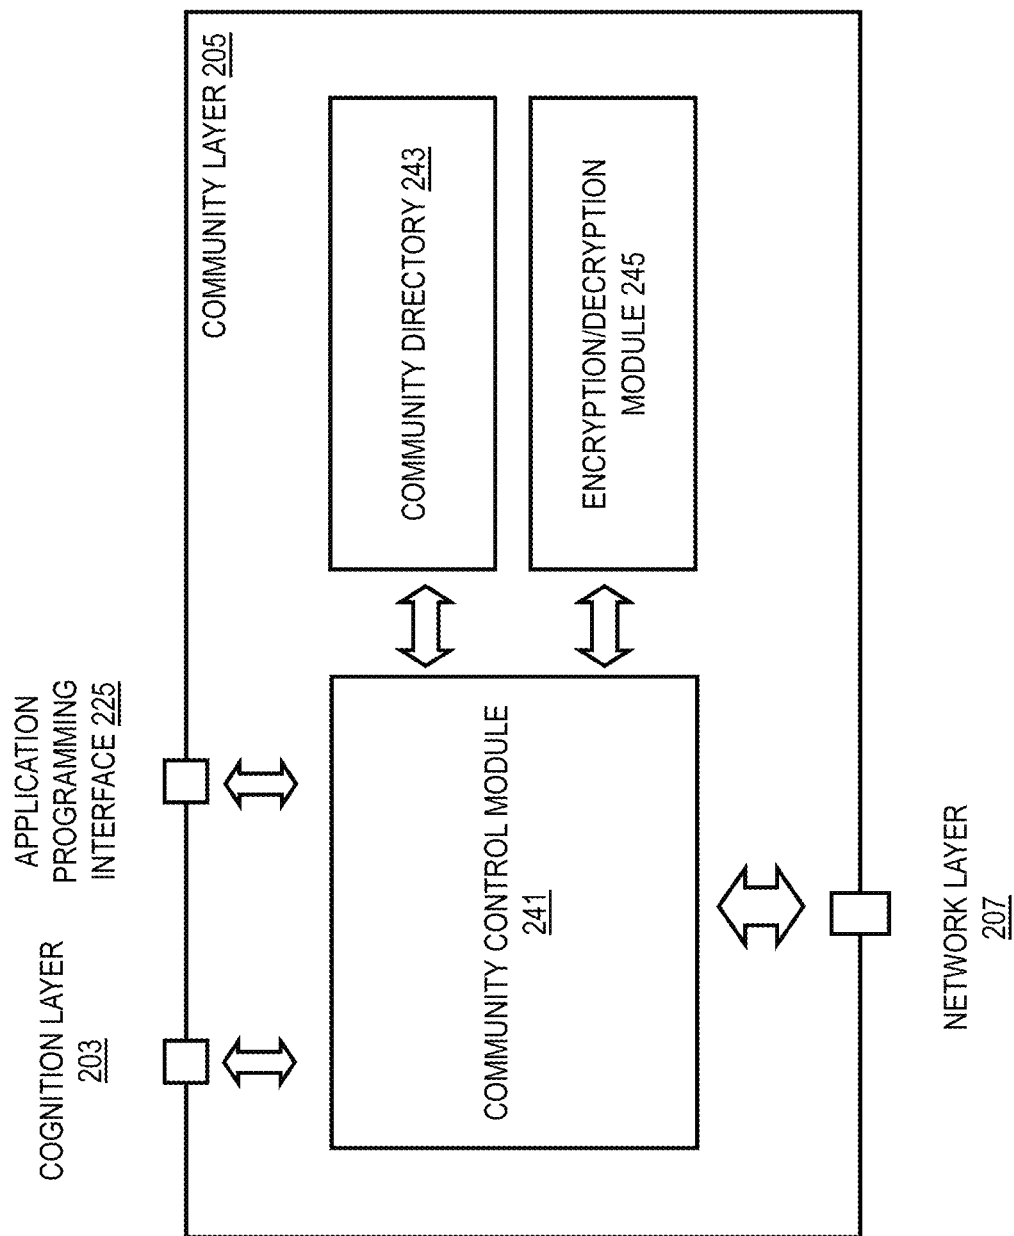 COGNITION LAYER
203
APPLICATION
PROGRAMMING
INTERFACE 225
COMMUNITY LAYER 205
COMMUNITY CONTROL MODULE
241
COMMUNITY DIRECTORY 243
ENCRYPTION/DECRYPTION
MODULE 245
NETWORK LAYER
207